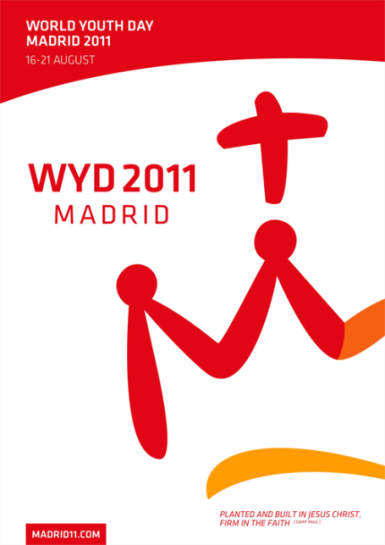 WORLD YOUTH DAY
MADRID 2011
16-21 AUGUST
WYD 2011
MADRID
PLANTED AND BUILT IN JESUS CHRIST,
FIRM IN THE FAITH (SAINT PAUL)
MADRID11.COM